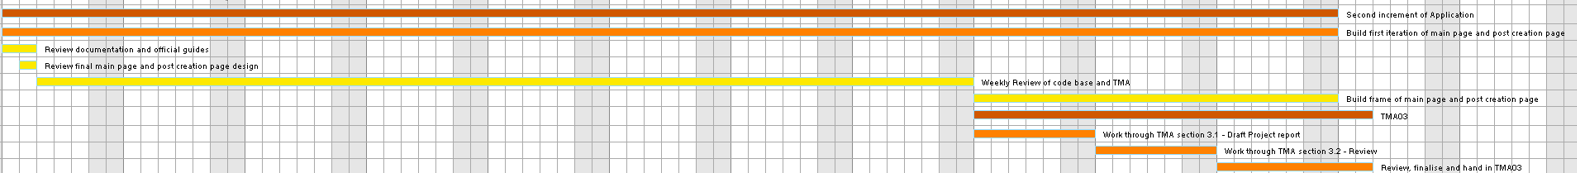 Second increment of Application
Build first iteration of main page and post creation page
Review documentation and official guides
Review final main page and post creation page design
Weekly Review of code base and TMA
Build frame of main page and post creation page
TMA03
Work through TMA section 3.1 - Draft Project report
Work through TMA section 3.2 - Review
Review, finalise and hand in TMA03